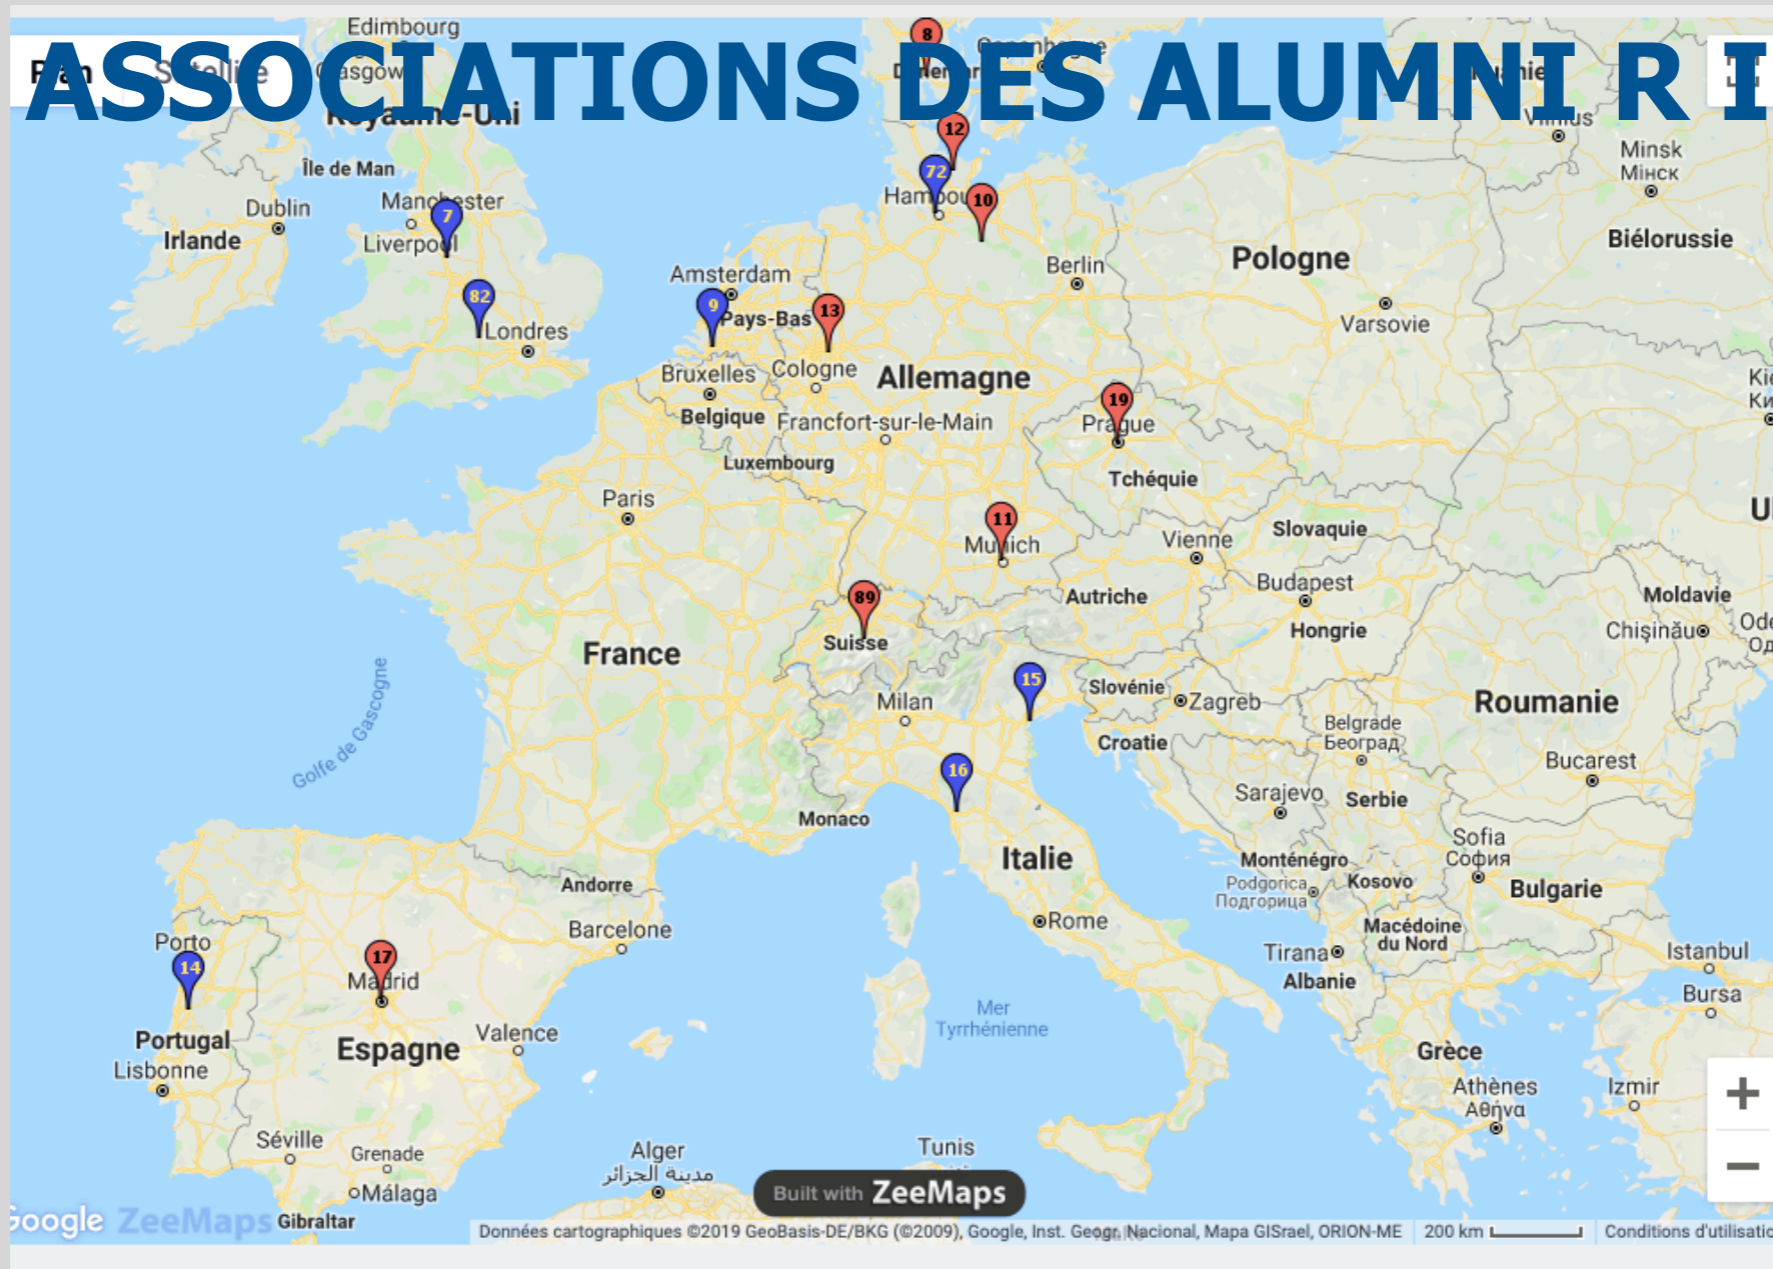 ASSOCIATIONS DES ALUMNI R I
Plan
Satellite
Edimbourg
Glasgow
Royaume-Uni
8
Copenhague
Danemark
12
Vilnius
Minsk
Мінск
Île de Man
72
Hambourg
10
Manchester
7
Dublin
Irlande
Liverpool
Biélorussie
Pologne
Amsterdam
Berlin
82
9
Pays-Bas
13
Londres
Varsovie
Bruxelles
Cologne
Allemagne
19
Belgique
Francfort-sur-le-Main
Prague
Luxembourg
Tchéquie
Paris
11
Munich
Vienne
Slovaquie
Budapest
Autriche
Moldavie
89
Suisse
Hongrie
Chişinău
France
15
Slovénie
Zagreb
Milan
Roumanie
Golfe de Gascogne
Belgrade
Београд
Croatie
16
Bucarest
Sarajevo
Serbie
Monaco
Sofia
София
Italie
Monténégro
Kosovo
Bulgarie
Andorre
Podgorica
Подгорица
Rome
Barcelone
Macédoine
du Nord
Porto
14
17
Madrid
Tirana
Albanie
Istanbul
Bursa
Mer
Tyrrhénienne
Portugal
Espagne
Valence
Grèce
Lisbonne
Athènes
Αθήνα
Izmir
Séville
Grenade
Alger
مدينة الجزائر
Tunis
Málaga
Built with ZeeMaps
Google
ZeeMaps
Gibraltar
Données cartographiques ©2019 GeoBasis-DE/BKG (©2009), Google, Inst. Geogr. Nacional, Mapa GISrael, ORION-ME
200 km
Conditions d'utilisatio